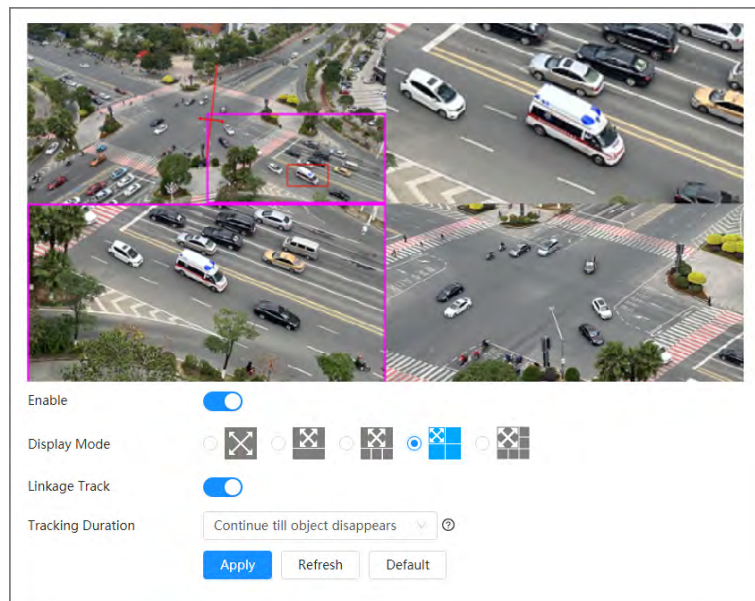 Enable
Display Mode
Linkage Track
Tracking Duration
Continue till object disappears
Apply
Refresh
Default